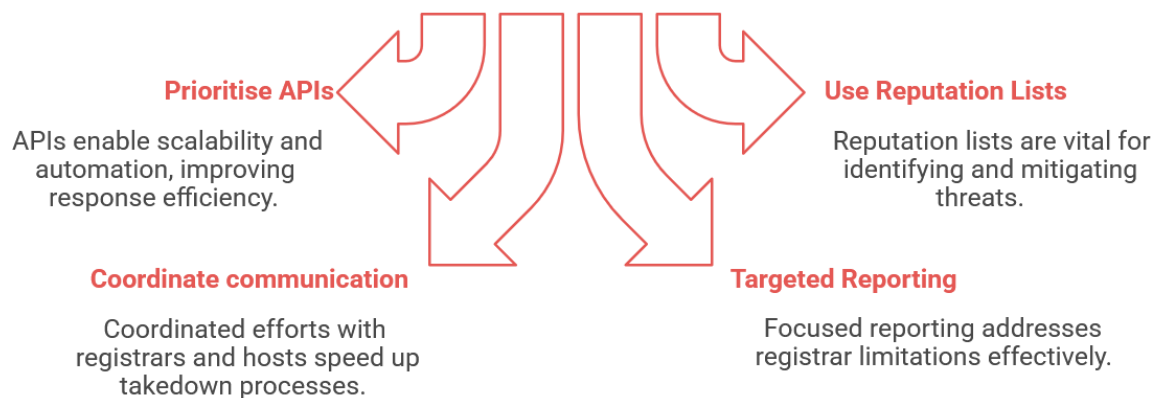 Prioritise APIs
APIs enable scalability and
automation, improving
response efficiency.
Use Reputation Lists
Reputation lists are vital for
identifying and mitigating
threats.
Coordinate communication
Coordinated efforts with
registrars and hosts speed up
takedown processes.
Targeted Reporting
Focused reporting addresses
registrar limitations effectively.